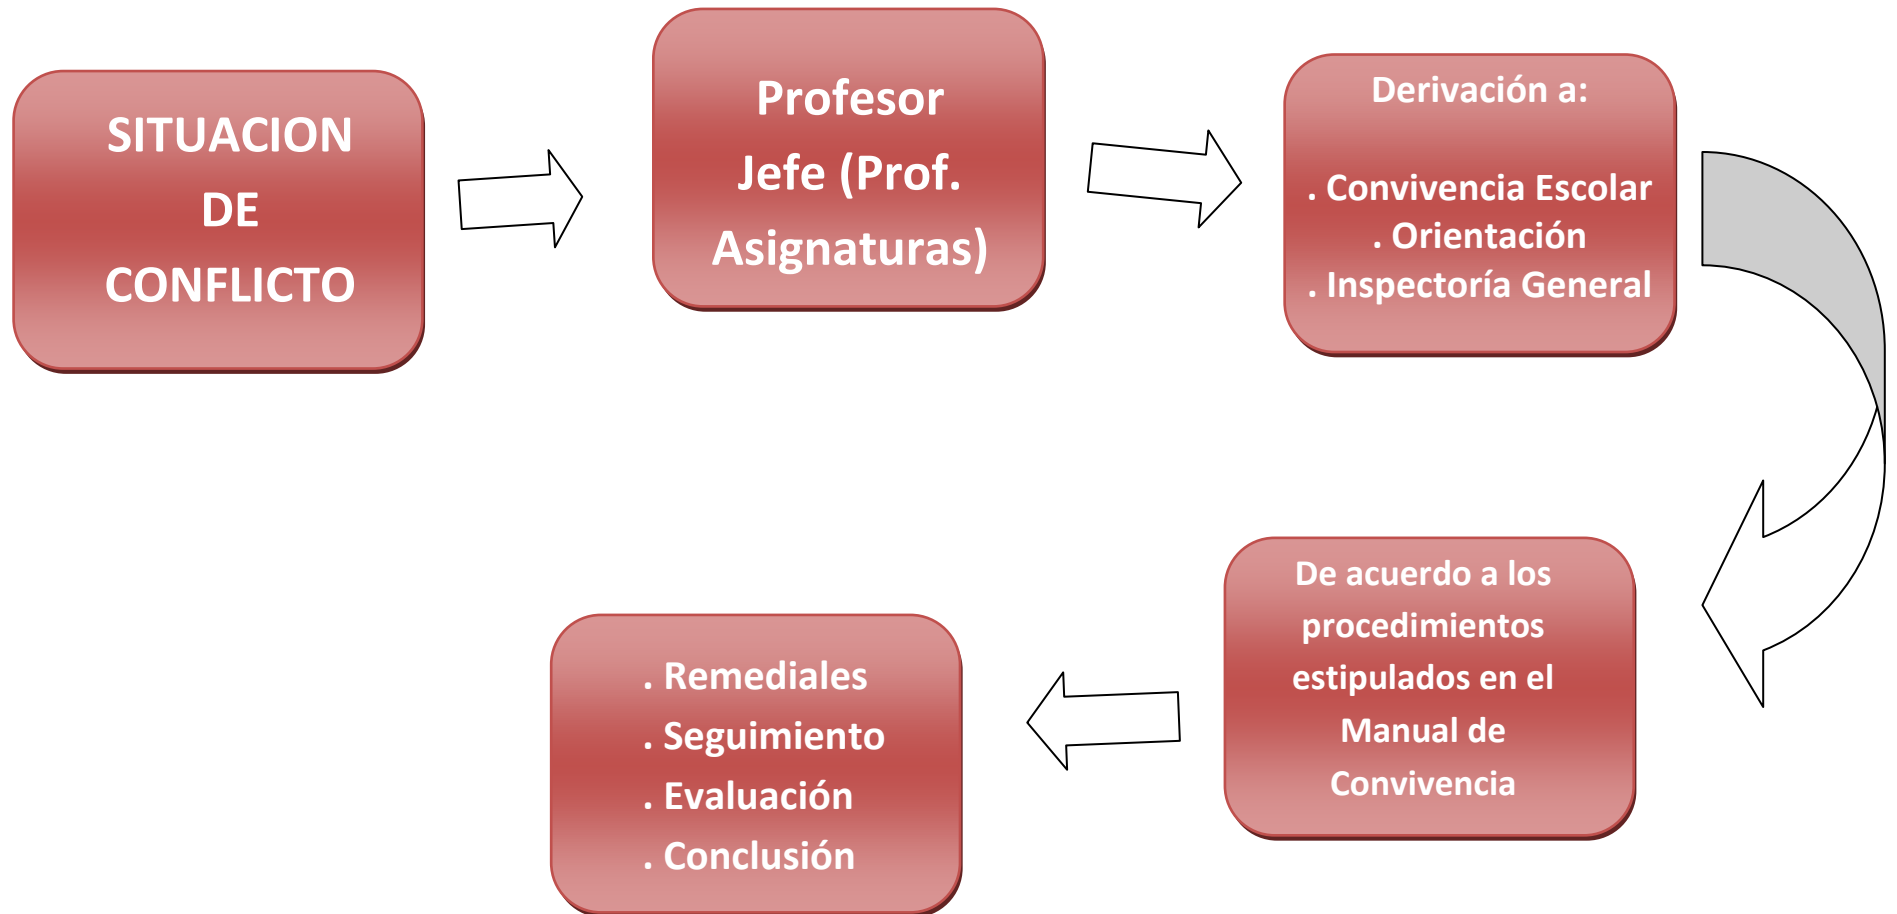 SITUACION
DE
CONFLICTO
Profesor
Jefe (Prof.
Asignaturas)
Derivación a:
. Convivencia Escolar
. Orientación
. Inspectoría General
De acuerdo a los
procedimientos
estipulados en el
Manual de
Convivencia
. Remediales
. Seguimiento
. Evaluación
. Conclusión